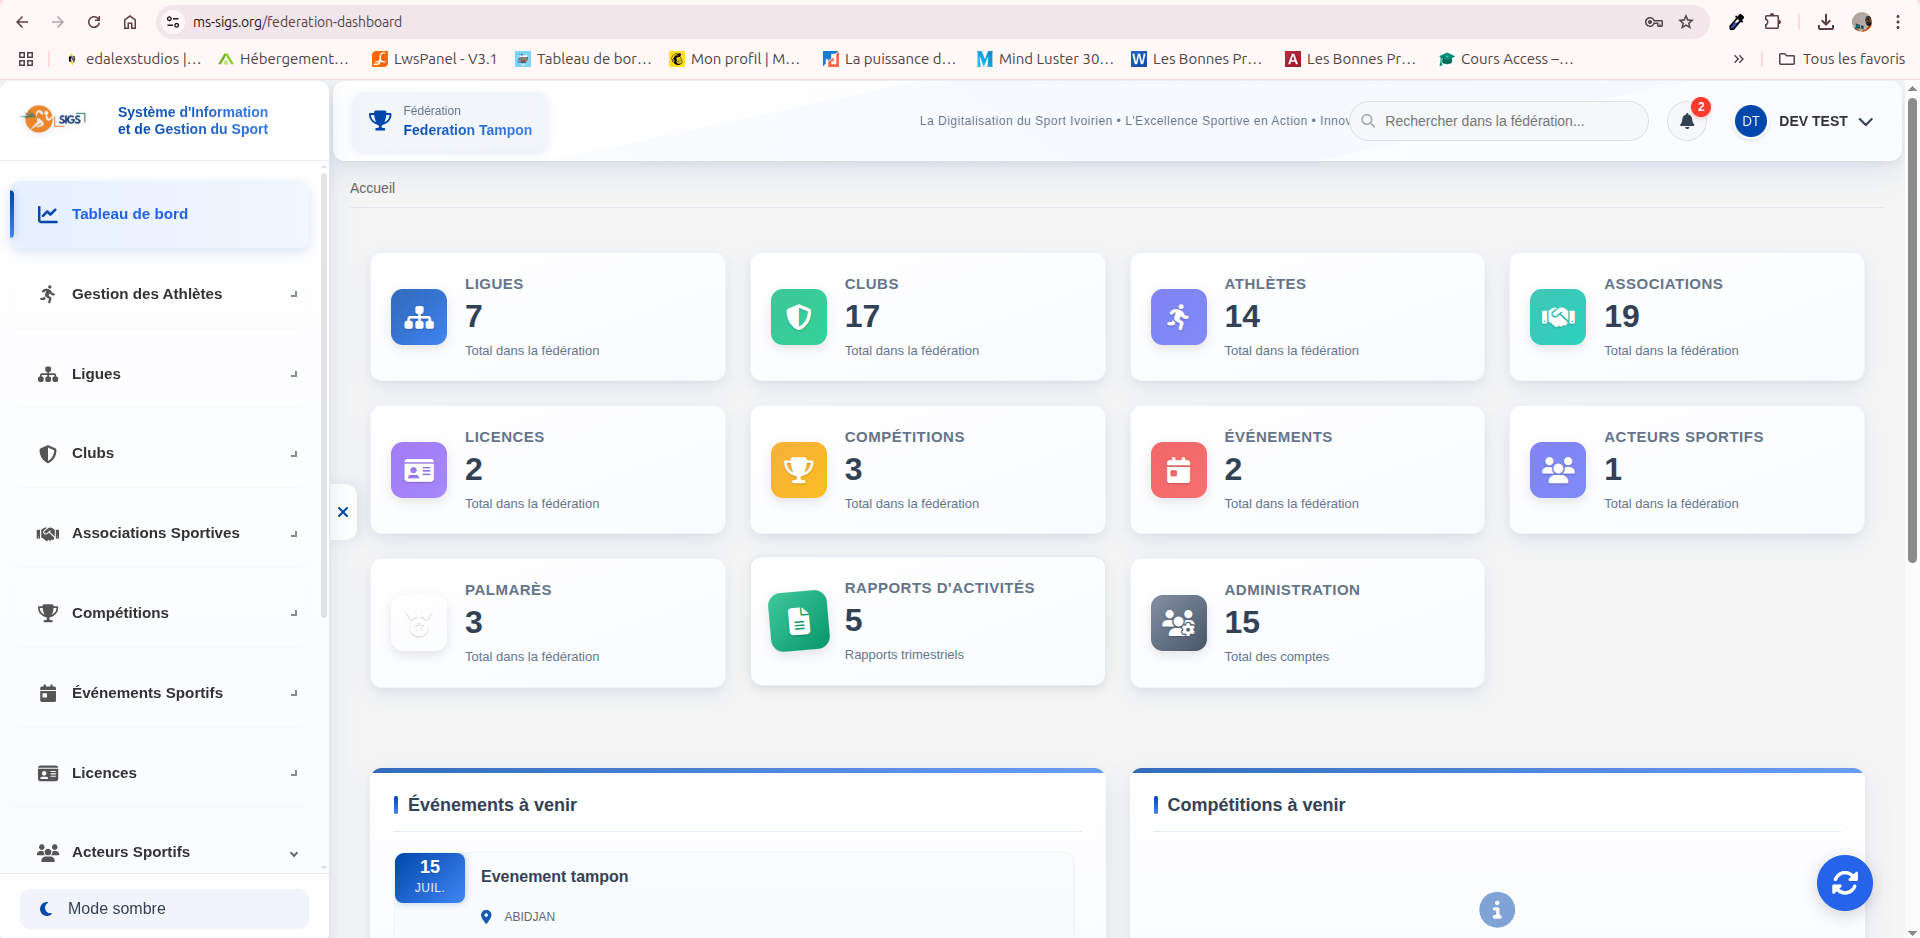 ms-sigs.org/federation-dashboard
edalexstudios |...
Hébergement...
LwsPanel - V3.1
Tableau de bor...
Mon profil | M...
La puissance d...
Mind Luster 30...
Les Bonnes Pr...
Les Bonnes Pr...
Cours Access –...
Tous les favoris
SIGS
Système d'Information
et de Gestion du Sport
Fédération
Federation Tampon
La Digitalisation du Sport Ivoirien • L'Excellence Sportive en Action • Innov
Rechercher dans la fédération...
2
DT
DEV TEST
Accueil
Tableau de bord
Gestion des Athlètes
Ligues
Clubs
Associations Sportives
Compétitions
Événements Sportifs
Licences
Acteurs Sportifs
Mode sombre
LIGUES
7
Total dans la fédération
CLUBS
17
Total dans la fédération
ATHLÈTES
14
Total dans la fédération
ASSOCIATIONS
19
Total dans la fédération
LICENCES
2
Total dans la fédération
COMPÉTITIONS
3
Total dans la fédération
ÉVÉNEMENTS
2
Total dans la fédération
ACTEURS SPORTIFS
1
Total dans la fédération
PALMARÈS
3
Total dans la fédération
RAPPORTS D'ACTIVITÉS
5
Rapports trimestriels
ADMINISTRATION
15
Total des comptes
Événements à venir
15
JUIL.
Evenement tampon
ABIDJAN
Compétitions à venir